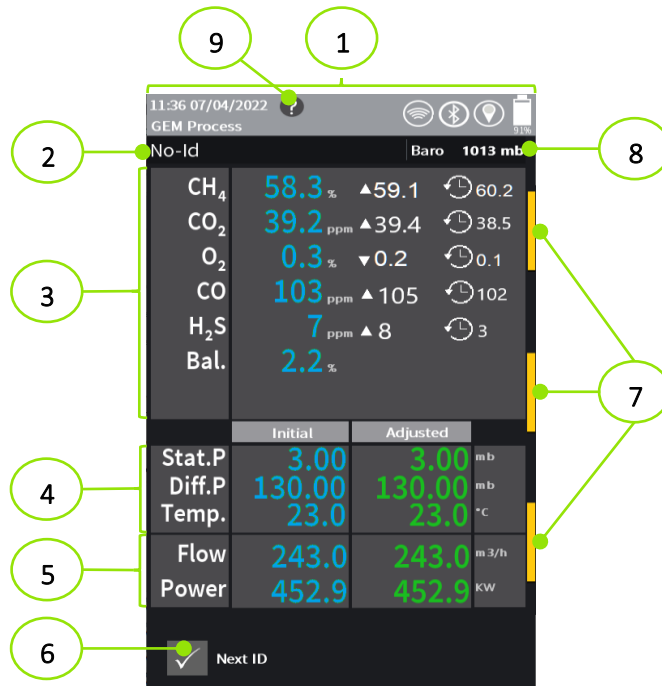 9
1
11:36 07/04/2022 ?
GEM Process
91%
2
No-Id Baro 1013 mb
8
CH4 58.3 % ▲59.1 60.2
CO2 39.2 ppm ▲39.4 38.5
O2 0.3 % ▼0.2 0.1
3
CO 103 ppm ▲105 102
H2S 7 ppm ▲8 3
Bal. 2.2 %
7
Initial Adjusted
Stat.P 3.00 3.00 mb
4
Diff.P 130.00 130.00 mb
Temp. 23.0 23.0 °C
Flow 243.0 243.0 m3/h
5
Power 452.9 452.9 KW
6
Next ID